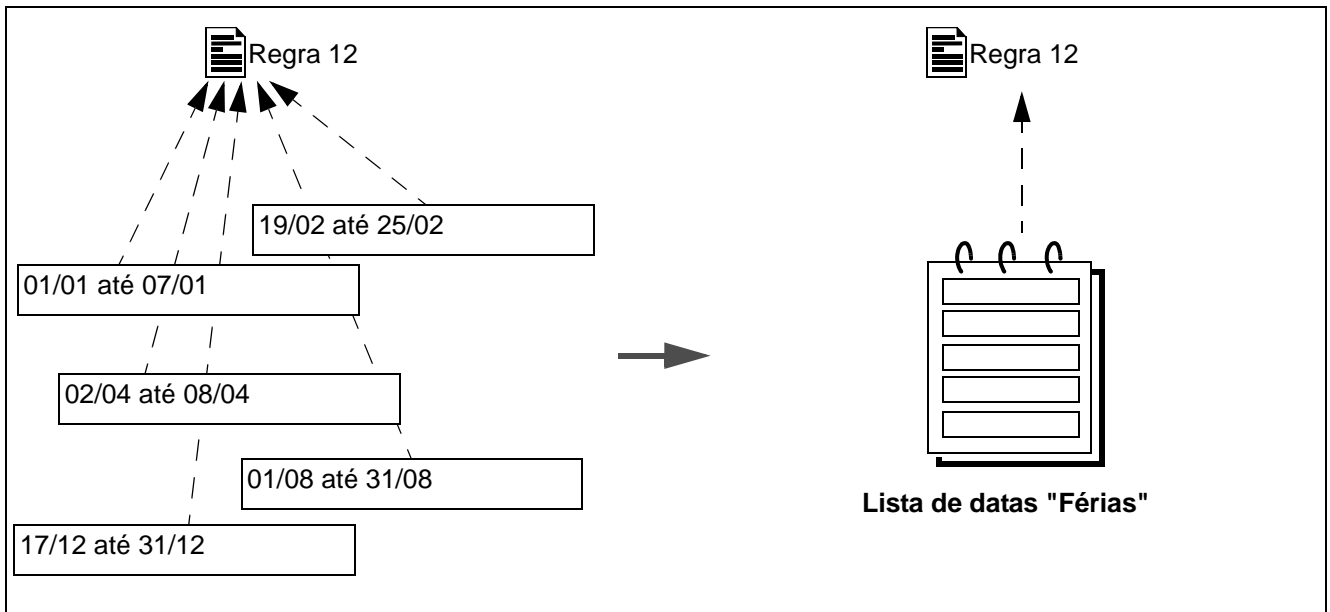 Regra 12
Regra 12
19/02 até 25/02
01/01 até 07/01
02/04 até 08/04
01/08 até 31/08
17/12 até 31/12
Lista de datas "Férias"